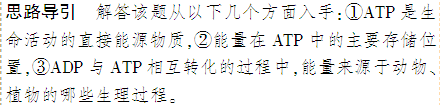 思路导引 解答该题从以下几个方面入手:①ATP是生
命活动的直接能源物质,②能量在ATP中的主要存储位
置,③ADP与ATP相互转化的过程中,能量来源于动物、
植物的哪些生理过程。